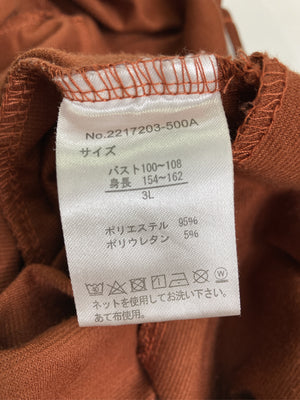 No.2217203-500A
サイズ
バスト100〜108
身長 154〜162
3L
ポリエステル 95%
ポリウレタン 5%
ネットを使用してお洗い下さい。
あて布使用。